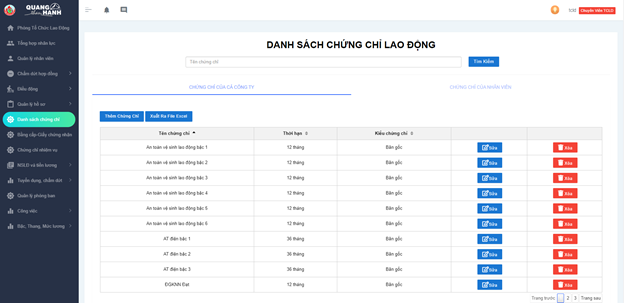 QUANG HANH
Chuyên Viên TCLD
Phòng Tổ Chức Lao Động
Tổng hợp nhân lực
Quản lý nhân viên
Chấm dứt hợp đồng
Điều động
Quản lý hồ sơ
Danh sách chứng chỉ
Đẳng cấp-Giấy chứng nhận
Chứng chỉ nhiệm vụ
NSLD và tiền lương
Tuyển dụng, chấm dứt
Quản lý phòng ban
Công việc
Bậc, Thang, Mức lương
DANH SÁCH CHỨNG CHỈ LAO ĐỘNG
Tên chứng chỉ Tìm Kiếm
CHỨNG CHỈ CỦA CẢ CÔNG TY CHỨNG CHỈ CỦA NHÂN VIÊN
Thêm Chứng Chỉ Xuất Ra File Excel
Tên chứng chỉ Thời hạn Kiểu chứng chỉ
An toàn vệ sinh lao động bậc 1 12 tháng Bản gốc Sửa Xóa
An toàn vệ sinh lao động bậc 2 12 tháng Bản gốc Sửa Xóa
An toàn vệ sinh lao động bậc 3 12 tháng Bản gốc Sửa Xóa
An toàn vệ sinh lao động bậc 4 12 tháng Bản gốc Sửa Xóa
An toàn vệ sinh lao động bậc 5 12 tháng Bản gốc Sửa Xóa
An toàn vệ sinh lao động bậc 6 12 tháng Bản gốc Sửa Xóa
AT điện bậc 1 36 tháng Bản gốc Sửa Xóa
AT điện bậc 2 36 tháng Bản gốc Sửa Xóa
AT điện bậc 3 36 tháng Bản gốc Sửa Xóa
ĐGKNN Đạt 12 tháng Bản gốc Sửa Xóa
Trang trước 2 3 Trang sau